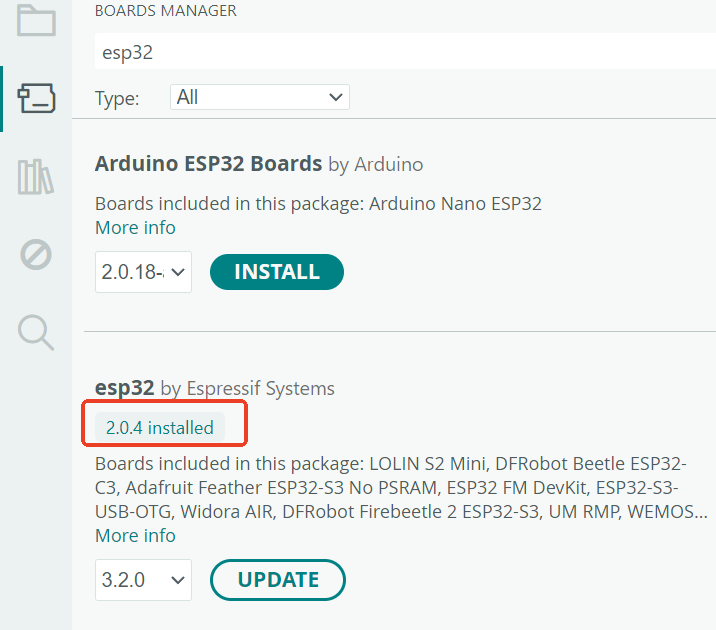 BOARDS MANAGER
esp32
Type: All
Arduino ESP32 Boards by Arduino
Boards included in this package: Arduino Nano ESP32
More info
2.0.18- INSTALL
esp32 by Espressif Systems
2.0.4 installed
Boards included in this package: LOLIN S2 Mini, DFRobot Beetle ESP32-
C3, Adafruit Feather ESP32-S3 No PSRAM, ESP32 FM DevKit, ESP32-S3-
USB-OTG, Widora AIR, DFRobot Firebeetle 2 ESP32-S3, UM RMP, WEMOS...
More info
3.2.0 UPDATE